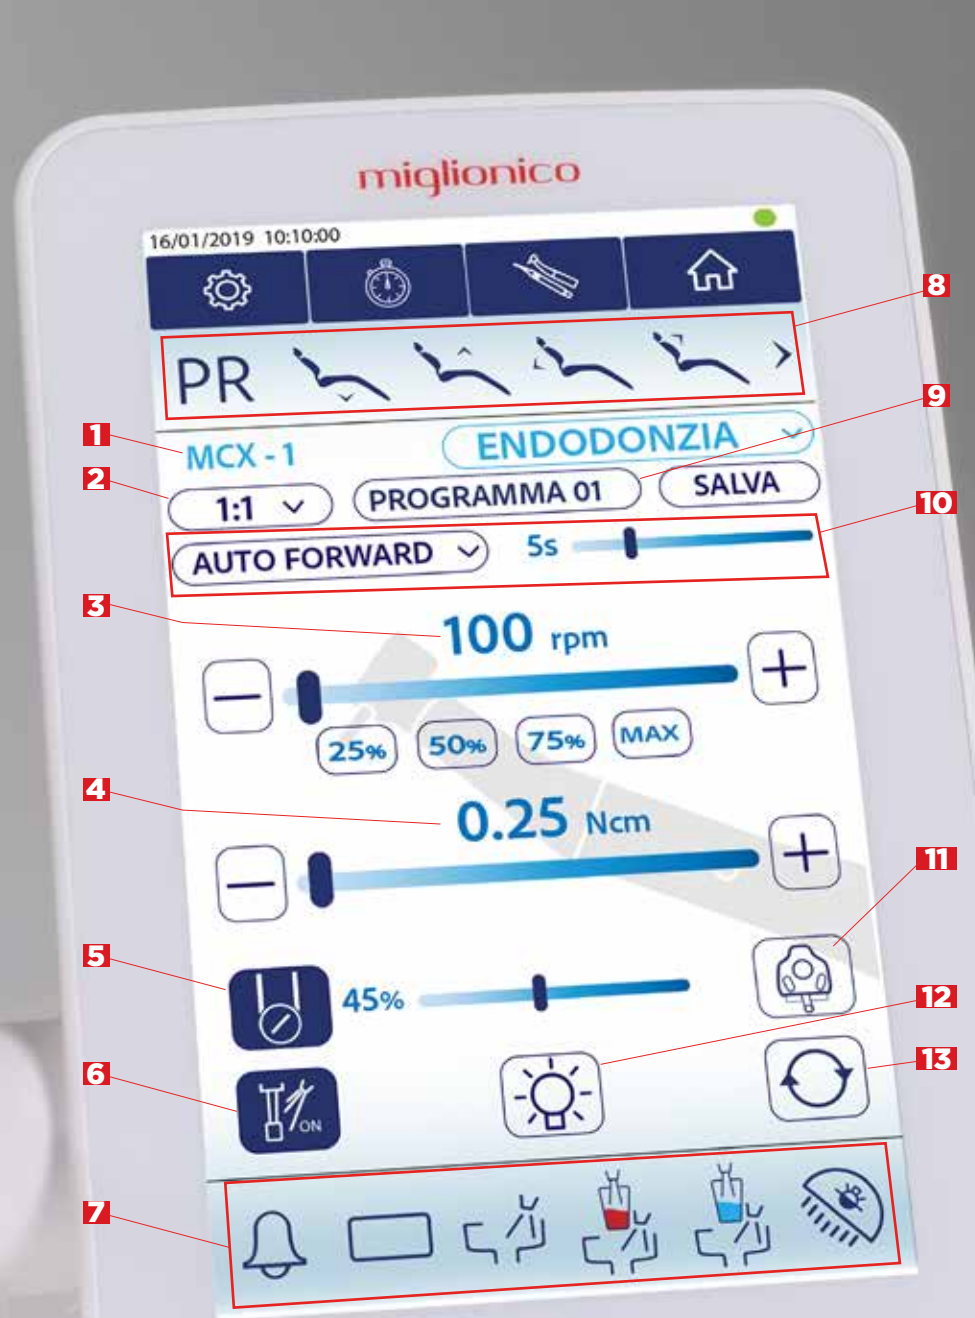 miglionico
16/01/2019 10:10:00
8
PR
9
1
MCX - 1
ENDODONZIA
2
1:1
PROGRAMMA 01
SALVA
10
AUTO FORWARD
5s
3
100 rpm
25%
50%
75%
MAX
4
0.25 Ncm
11
5
45%
12
6
ON
13
7